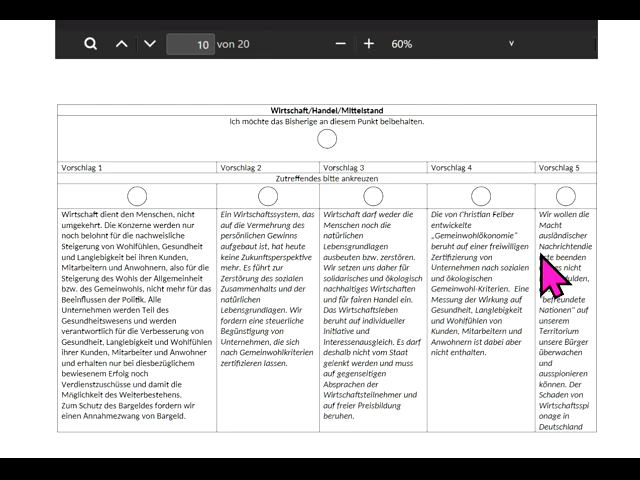 10 von 20
60%
Wirtschaft/Handel/Mittelstand
Ich möchte das Bisherige an diesem Punkt beibehalten.
Vorschlag 1
Vorschlag 2
Vorschlag 3
Vorschlag 4
Vorschlag 5
Zutreffendes bitte ankreuzen
Wirtschaft dient den Menschen, nicht
umgekehrt. Die Konzerne werden nur
noch belohnt für die nachweisliche
Steigerung von Wohlfühlen, Gesundheit
und Langlebigkeit bei ihren Kunden,
Mitarbeitern und Anwohnern, also für die
Steigerung des Wohls der Allgemeinheit
bzw. des Gemeinwohls, nicht mehr für das
Beeinflussen der Politik. Alle
Unternehmen werden Teil des
Gesundheitswesens und werden
verantwortlich für die Verbesserung von
Gesundheit, Langlebigkeit und Wohlfühlen
ihrer Kunden, Mitarbeiter und Anwohner
und erhalten nur bei diesbezüglichem
bewiesenem Erfolg noch
Verdienstzuschüsse und damit die
Möglichkeit des Weiterbestehens.
Zum Schutz des Bargeldes fordern wir
einen Annahmezwang von Bargeld.
Ein Wirtschaftssystem, das
auf die Vermehrung des
persönlichen Gewinns
aufgebaut ist, hat heute
keine Zukunftsperspektive
mehr. Es führt zur
Zerstörung des sozialen
Zusammenhalts und der
natürlichen
Lebensgrundlagen. Wir
fordern eine steuerliche
Begünstigung von
Unternehmen, die sich
nach Gemeinwohlkriterien
zertifizieren lassen.
Wirtschaft darf weder die
Menschen noch die
natürlichen
Lebensgrundlagen
ausbeuten bzw. zerstören.
Wir setzen uns daher für
solidarisches und ökologisch
nachhaltiges Wirtschaften
und für fairen Handel ein.
Das Wirtschaftsleben
beruht auf individueller
Initiative und
Interessenausgleich. Es darf
deshalb nicht vom Staat
gelenkt werden und muss
auf gegenseitigen
Absprachen der
Wirtschaftsteilnehmer und
auf freier Preisbildung
beruhen.
Die von Christian Felber
entwickelte
„Gemeinwohlökonomie"
beruht auf einer freiwilligen
Zertifizierung von
Unternehmen nach sozialen
und ökologischen
Gemeinwohl-Kriterien. Eine
Messung der Wirkung auf
Gesundheit, Langlebigkeit
und Wohlfühlen von
Kunden, Mitarbeitern und
Anwohnern ist dabei aber
nicht enthalten.
Wir wollen die
Macht
ausländischer
Nachrichtendie
beenden
nicht
"befreundete
Nationen" auf
unserem
Territorium
unsere Bürger
überwachen
und
ausspionieren
können. Der
Schaden von
Wirtschaftsspi
onage in
Deutschland